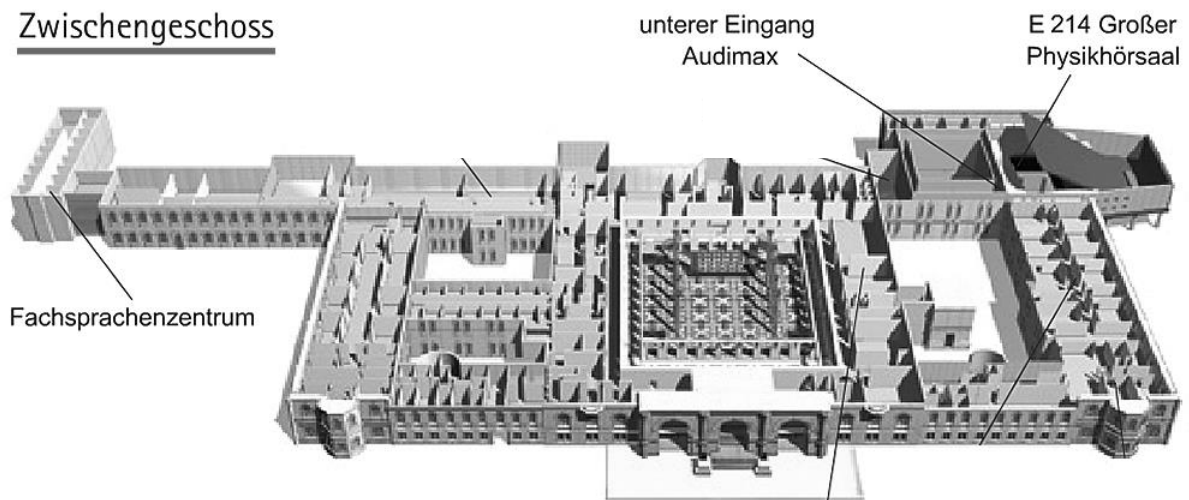 Zwischengeschoss
unterer Eingang
Audimax
E 214 Großer
Physikhörsaal
Fachsprachenzentrum